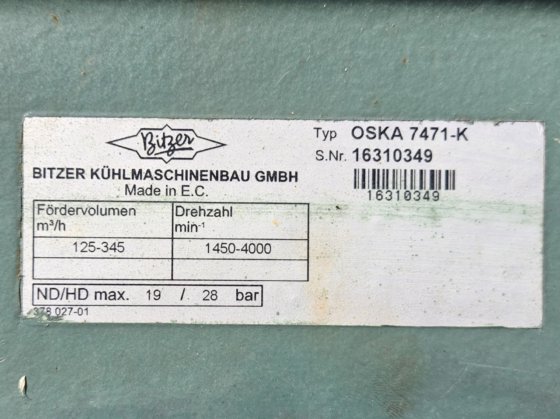 Bitzer
BITZER KÜHLMASCHINENBAU GMBH
Made in E.C.
Typ OSKA 7471-K
S.Nr. 16310349
16310349
Fördervolumen m³/h
Drehzahl min⁻¹
125-345
1450-4000
ND/HD max. 19 / 28 bar
378 027-01